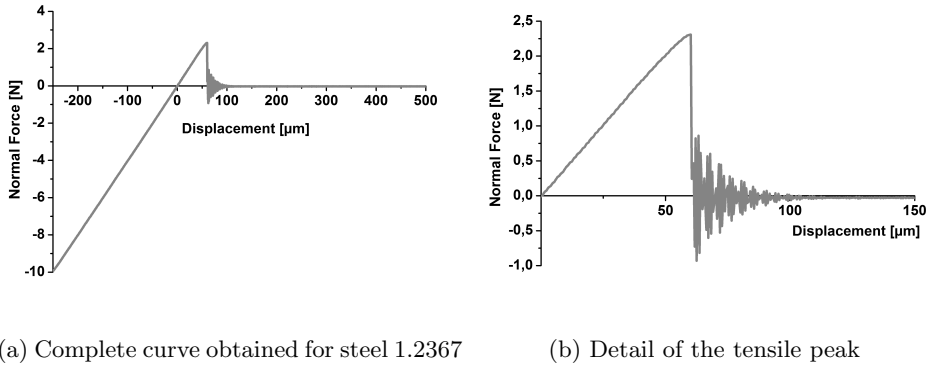 4
2
0
-2
-4
-6
-8
-10
-200 -100 0 100 200 300 400 500
Normal Force [N]
Displacement [µm]
2,5
2,0
1,5
1,0
0,5
0,0
-0,5
-1,0
50 100 150
Normal Force [N]
Displacement [µm]
(a) Complete curve obtained for steel 1.2367
(b) Detail of the tensile peak